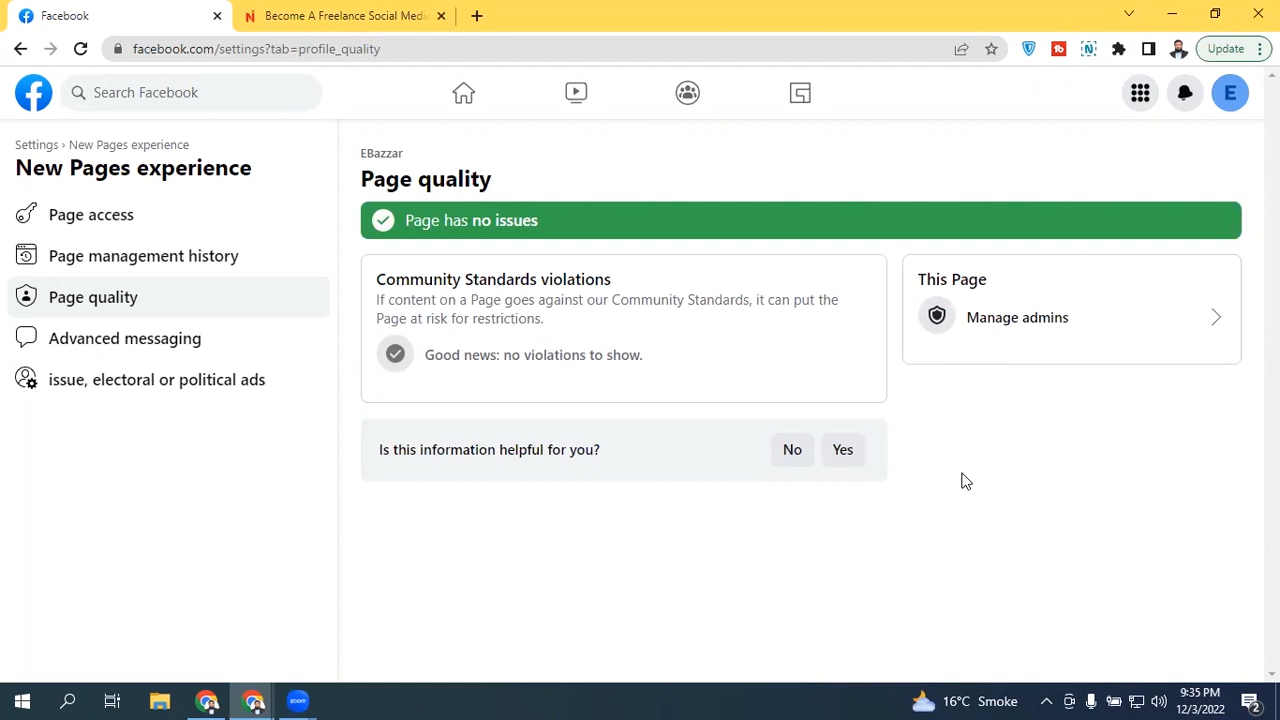 Facebook
Become A Freelance Social Medi
facebook.com/settings?tab=profile_quality
Update
Search Facebook
E
Settings › New Pages experience
New Pages experience
Page access
Page management history
Page quality
Advanced messaging
issue, electoral or political ads
EBazzar
Page quality
Page has no issues
Community Standards violations
If content on a Page goes against our Community Standards, it can put the
Page at risk for restrictions.
Good news: no violations to show.
This Page
Manage admins
Is this information helpful for you?
No
Yes
zoom
16°C Smoke
9:35 PM
12/3/2022
2